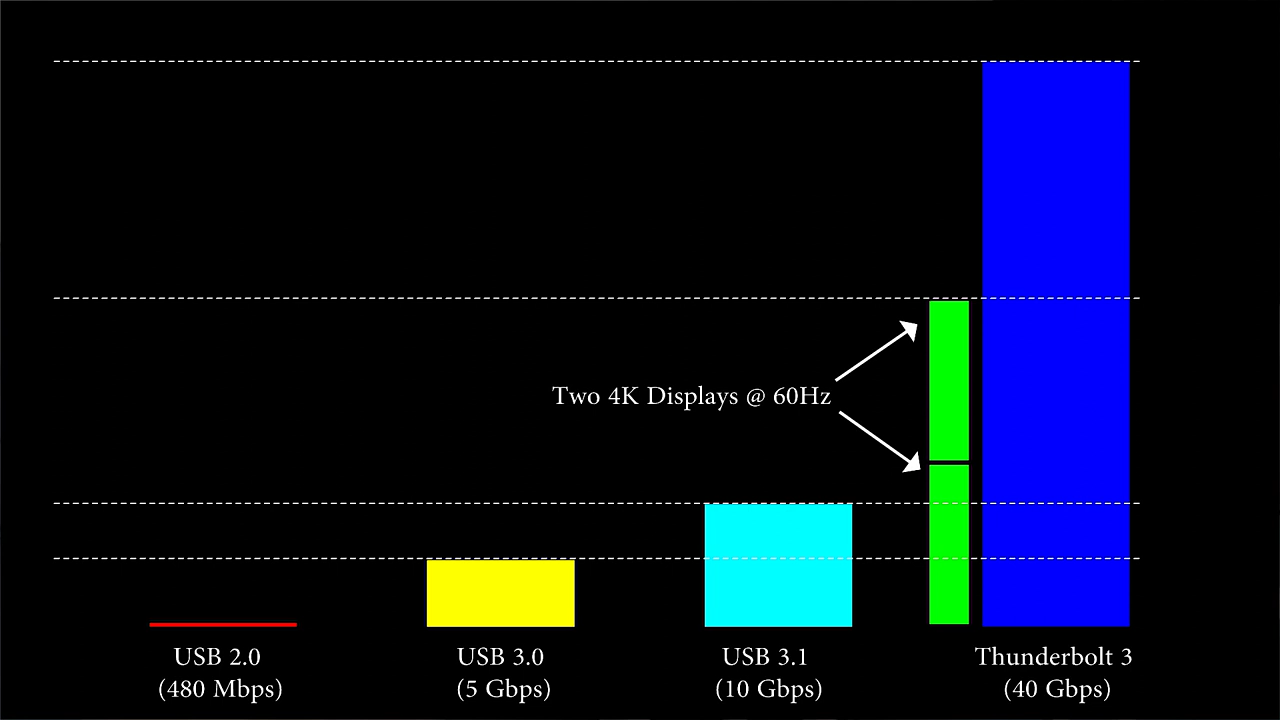 Two 4K Displays @ 60Hz
USB 2.0
(480 Mbps)
USB 3.0
(5 Gbps)
USB 3.1
(10 Gbps)
Thunderbolt 3
(40 Gbps)